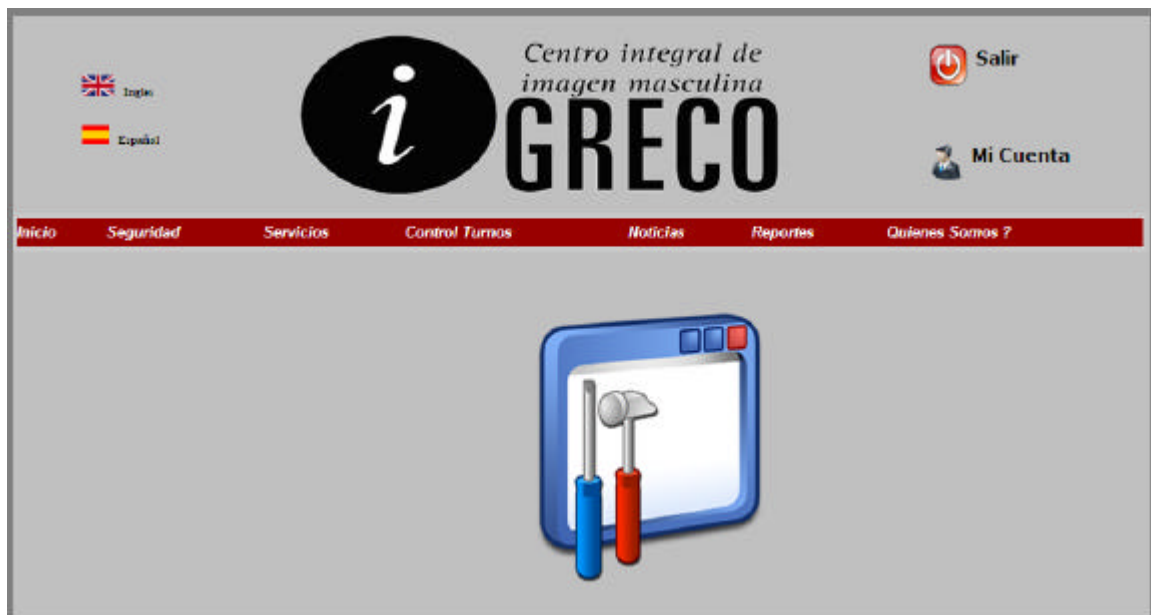 Ingles
Español
i
Centro integral de
imagen masculina
GRECO
Salir
Mi Cuenta
Inicio Seguridad Servicios Control Turnos Noticias Reportes Quienes Somos ?